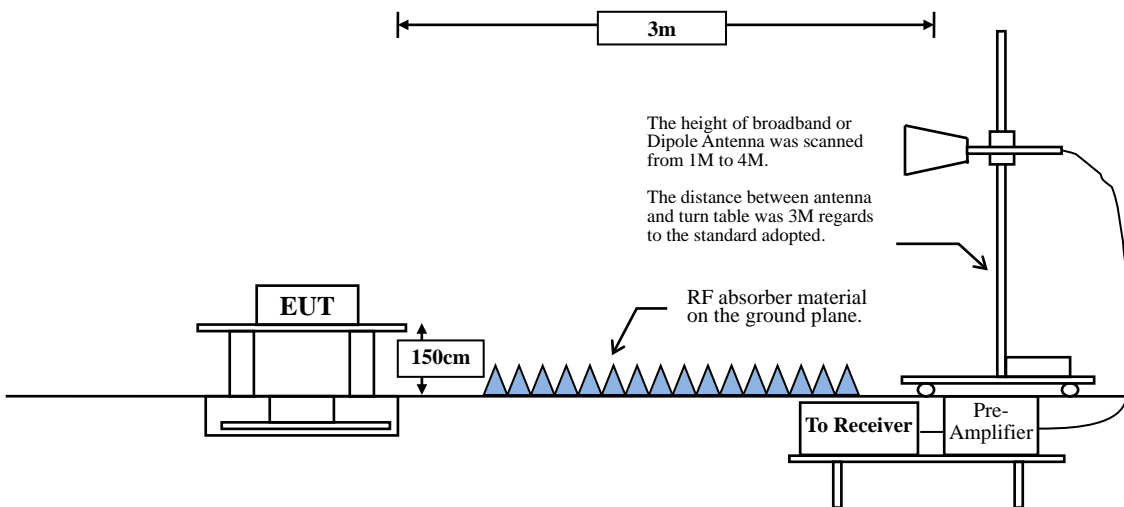 3m
The height of broadband or
Dipole Antenna was scanned
from 1M to 4M.
The distance between antenna
and turn table was 3M regards
to the standard adopted.
EUT
RF absorber material
on the ground plane.
150cm
To Receiver
Pre-
Amplifier